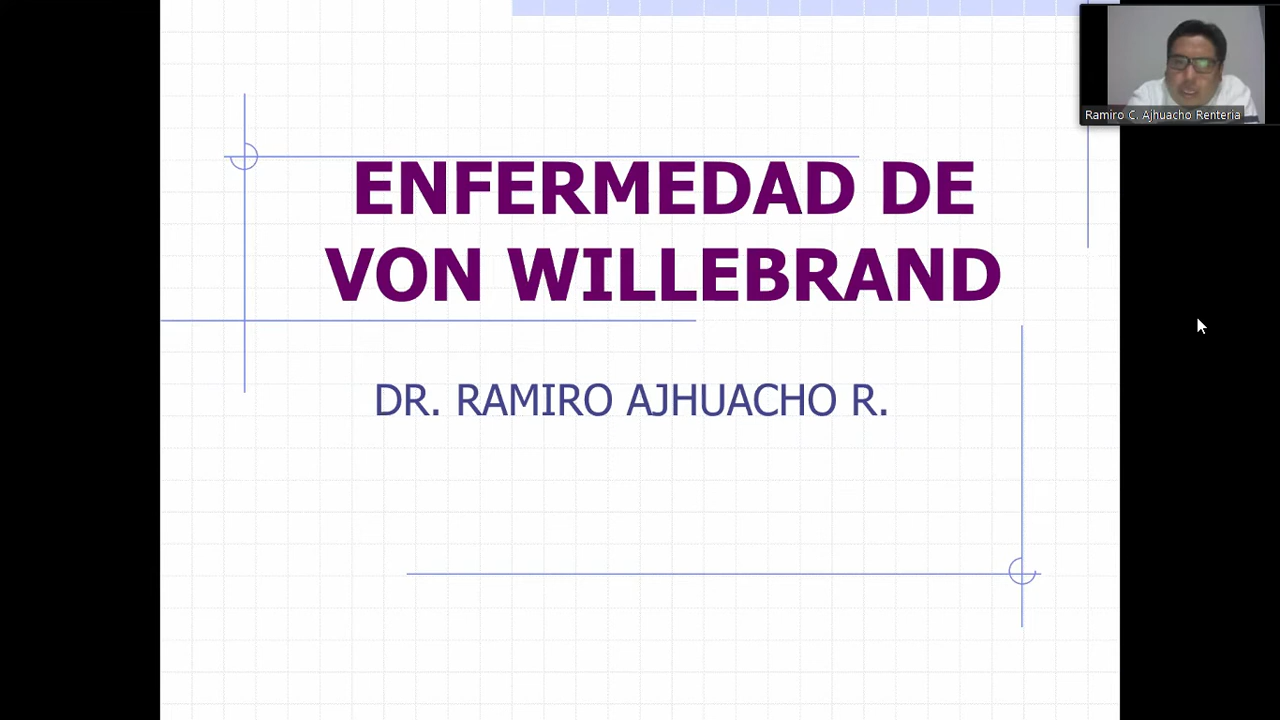 Ramiro C. Ajhuacho Renteria
ENFERMEDAD DE
VON WILLEBRAND
DR. RAMIRO AJHUACHO R.